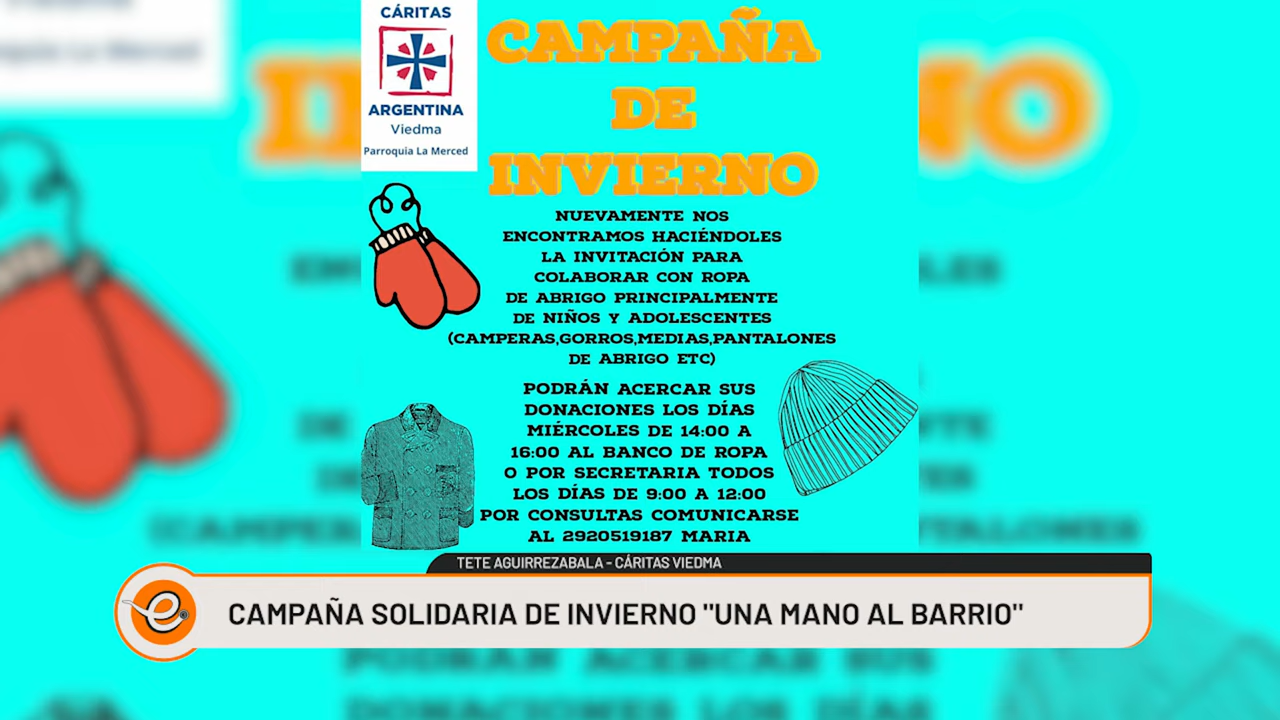 CÁRITAS
ARGENTINA
Viedma
Parroquia La Merced
CAMPAÑA
DE
INVIERNO
NUEVAMENTE NOS
ENCONTRAMOS HACIÉNDOLES
LA INVITACIÓN PARA
COLABORAR CON ROPA
DE ABRIGO PRINCIPALMENTE
DE NIÑOS Y ADOLESCENTES
(CAMPERAS,GORROS,MEDIAS,PANTALONES
DE ABRIGO ETC)
PODRÁN ACERCAR SUS
DONACIONES LOS DÍAS
MIÉRCOLES DE 14:00 A
16:00 AL BANCO DE ROPA
O POR SECRETARIA TODOS
LOS DÍAS DE 9:00 A 12:00
POR CONSULTAS COMUNICARSE
AL 2920519187 MARIA
TETE AGUIRREZABALA - CÁRITAS VIEDMA
CAMPAÑA SOLIDARIA DE INVIERNO "UNA MANO AL BARRIO"